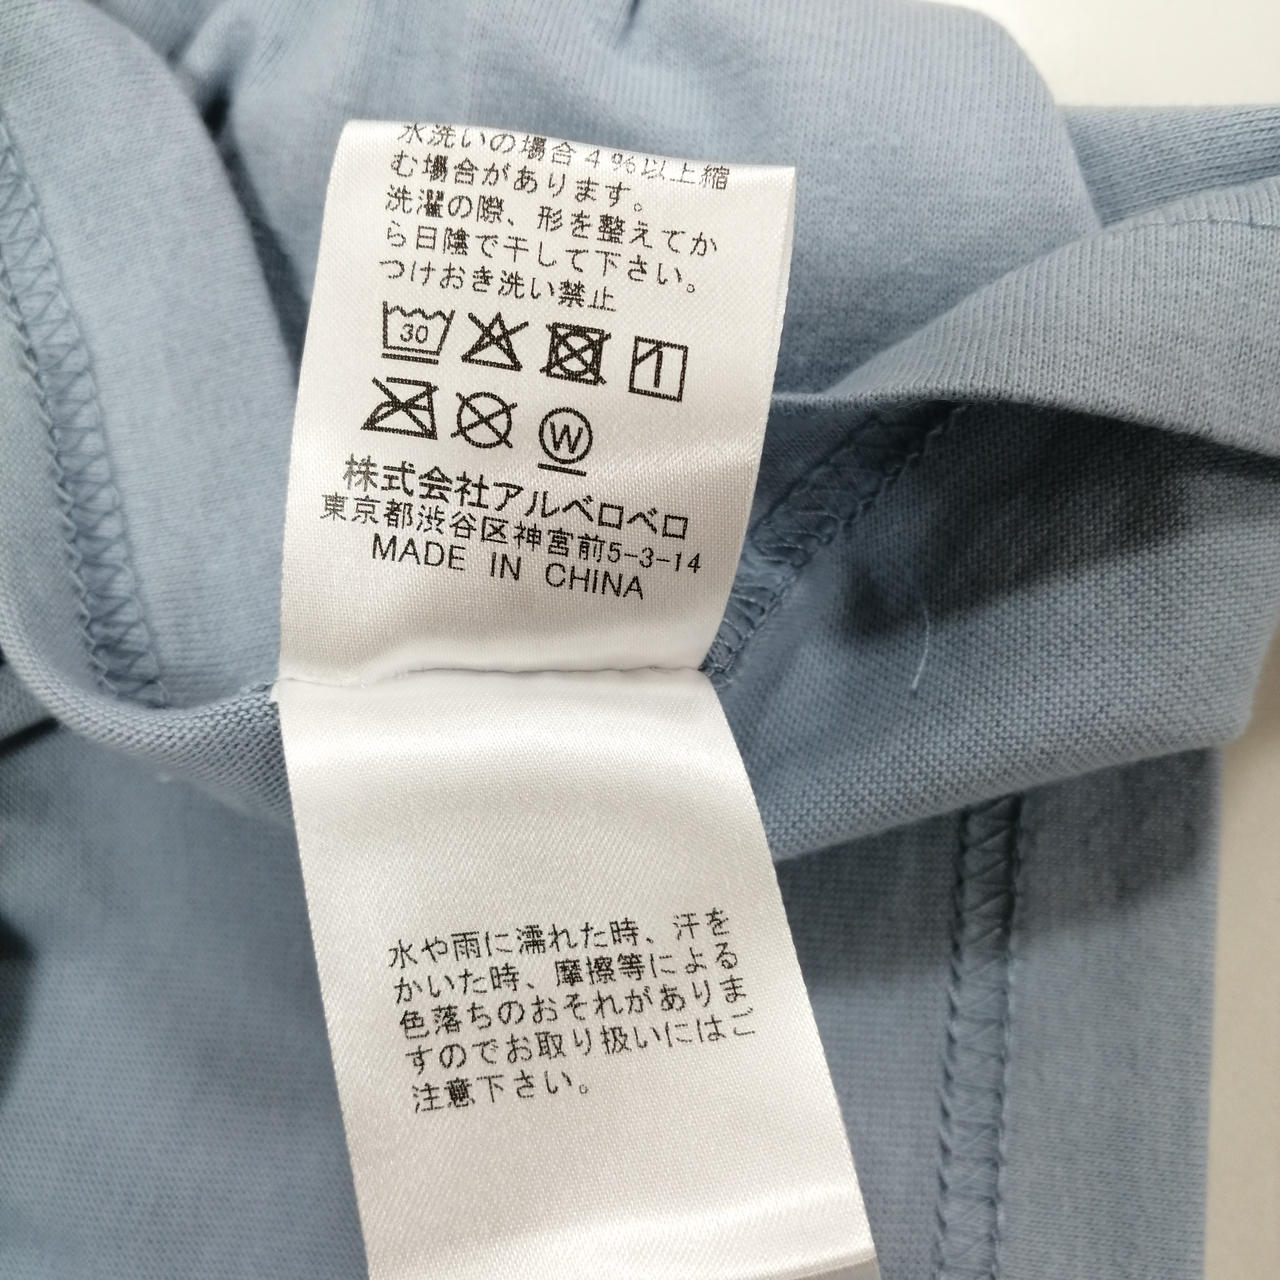 水洗いの場合4%以上縮
む場合があります。
洗濯の際、形を整えてか
ら日陰で干して下さい。
つけおき洗い禁止
30
W
株式会社アルベロベロ
東京都渋谷区神宮前5-3-14
MADE IN CHINA
水や雨に濡れた時、汗を
かいた時、摩擦等による
色落ちのおそれがありま
すのでお取り扱いにはご
注意下さい。